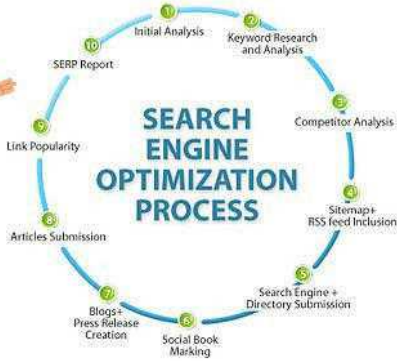 1
Initial Analysis
2
Keyword Research
and Analysis
3
Competitor Analysis
4
Sitemap+
RSS feed Inclusion
5
Search Engine +
Directory Submission
6
Social Book
Marking
7
Blogs+
Press Release
Creation
8
Articles Submission
9
Link Popularity
10
SERP Report
SEARCH
ENGINE
OPTIMIZATION
PROCESS